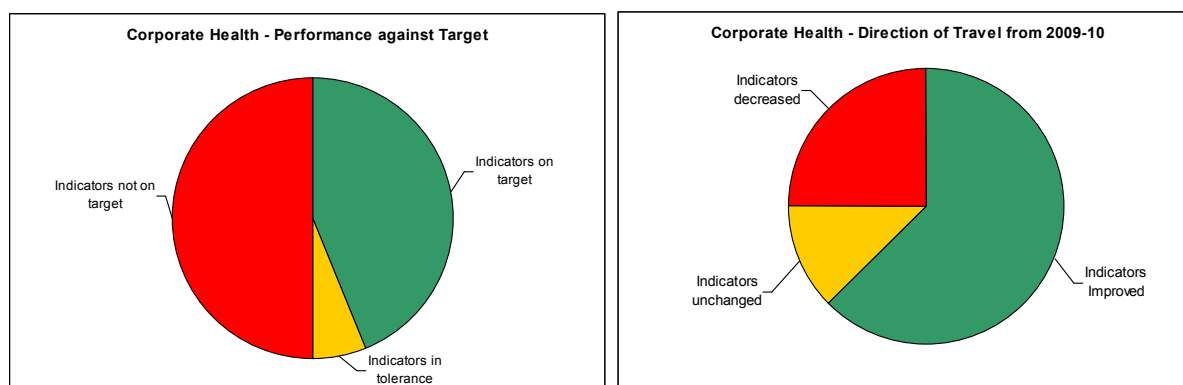 Corporate Health - Performance against Target
Indicators not on
target
Indicators on
target
Indicators in
tolerance
Corporate Health - Direction of Travel from 2009-10
Indicators
decreased
Indicators
unchanged
Indicators
Improved